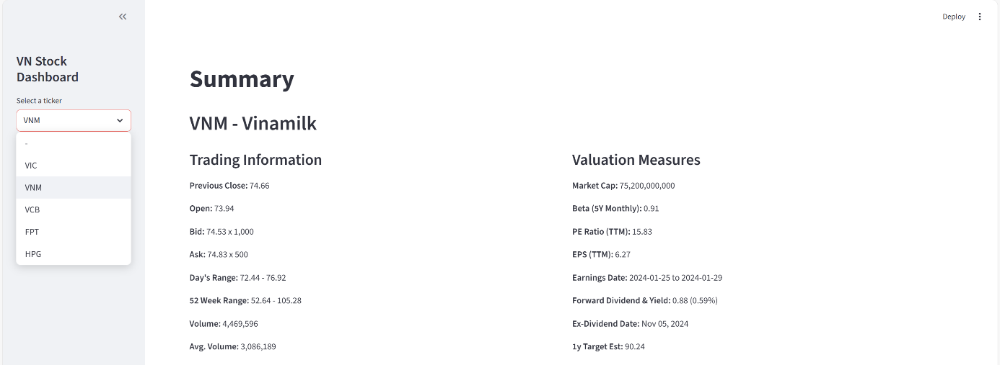 Deploy
VN Stock
Dashboard
Select a ticker
VNM
-
VIC
VNM
VCB
FPT
HPG
Summary
VNM - Vinamilk
Trading Information
Previous Close: 74.66
Open: 73.94
Bid: 74.53 x 1,000
Ask: 74.83 x 500
Day's Range: 72.44 - 76.92
52 Week Range: 52.64 - 105.28
Volume: 4,469,596
Avg. Volume: 3,086,189
Valuation Measures
Market Cap: 75,200,000,000
Beta (5Y Monthly): 0.91
PE Ratio (TTM): 15.83
EPS (TTM): 6.27
Earnings Date: 2024-01-25 to 2024-01-29
Forward Dividend & Yield: 0.88 (0.59%)
Ex-Dividend Date: Nov 05, 2024
1y Target Est: 90.24